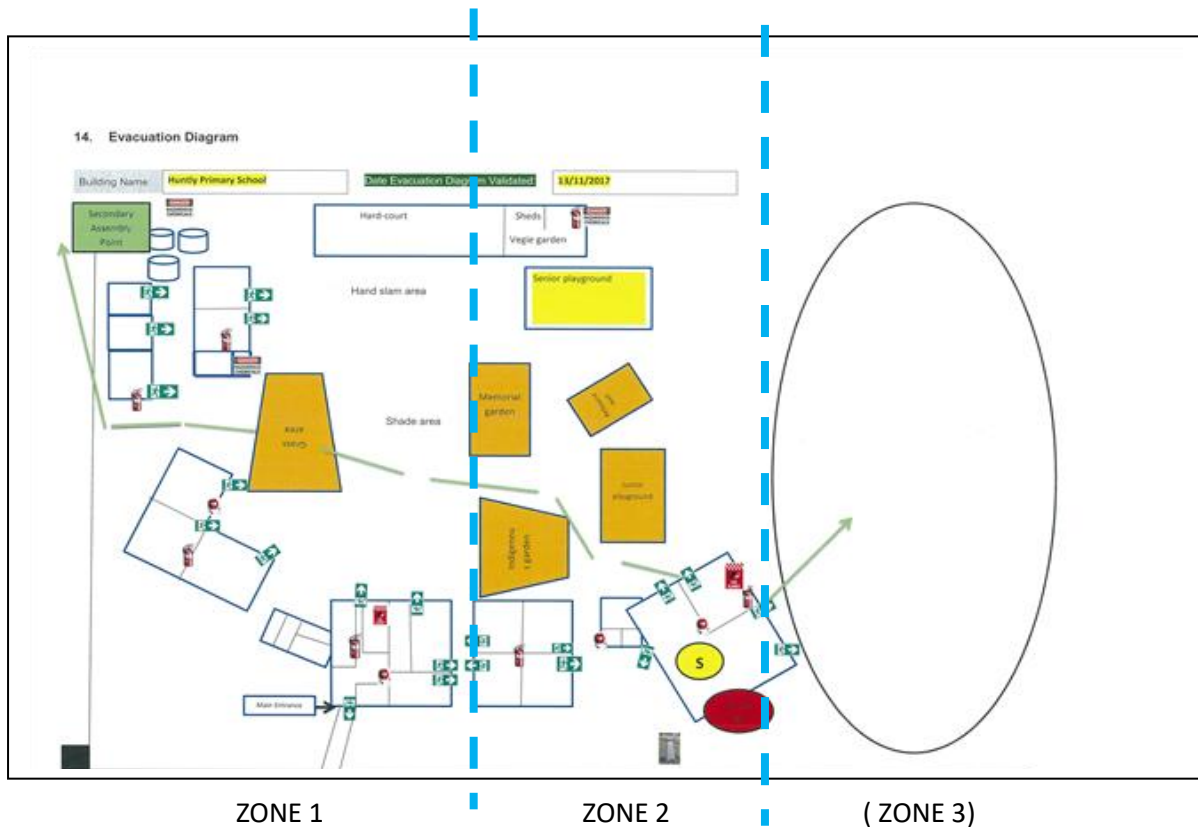 14. Evacuation Diagram
Building Name:
Huntly Primary School
Date Evacuation Diagram Validated:
13/11/2017
Secondary
Assembly
Point
Hard-court
Sheds
Vegie garden
Hand slam area
Senior playground
Memorial
garden
Shade area
Grass
area
Junior
playground
Indigenou
s garden
S
Main Entrance
ZONE 1
ZONE 2
( ZONE 3)